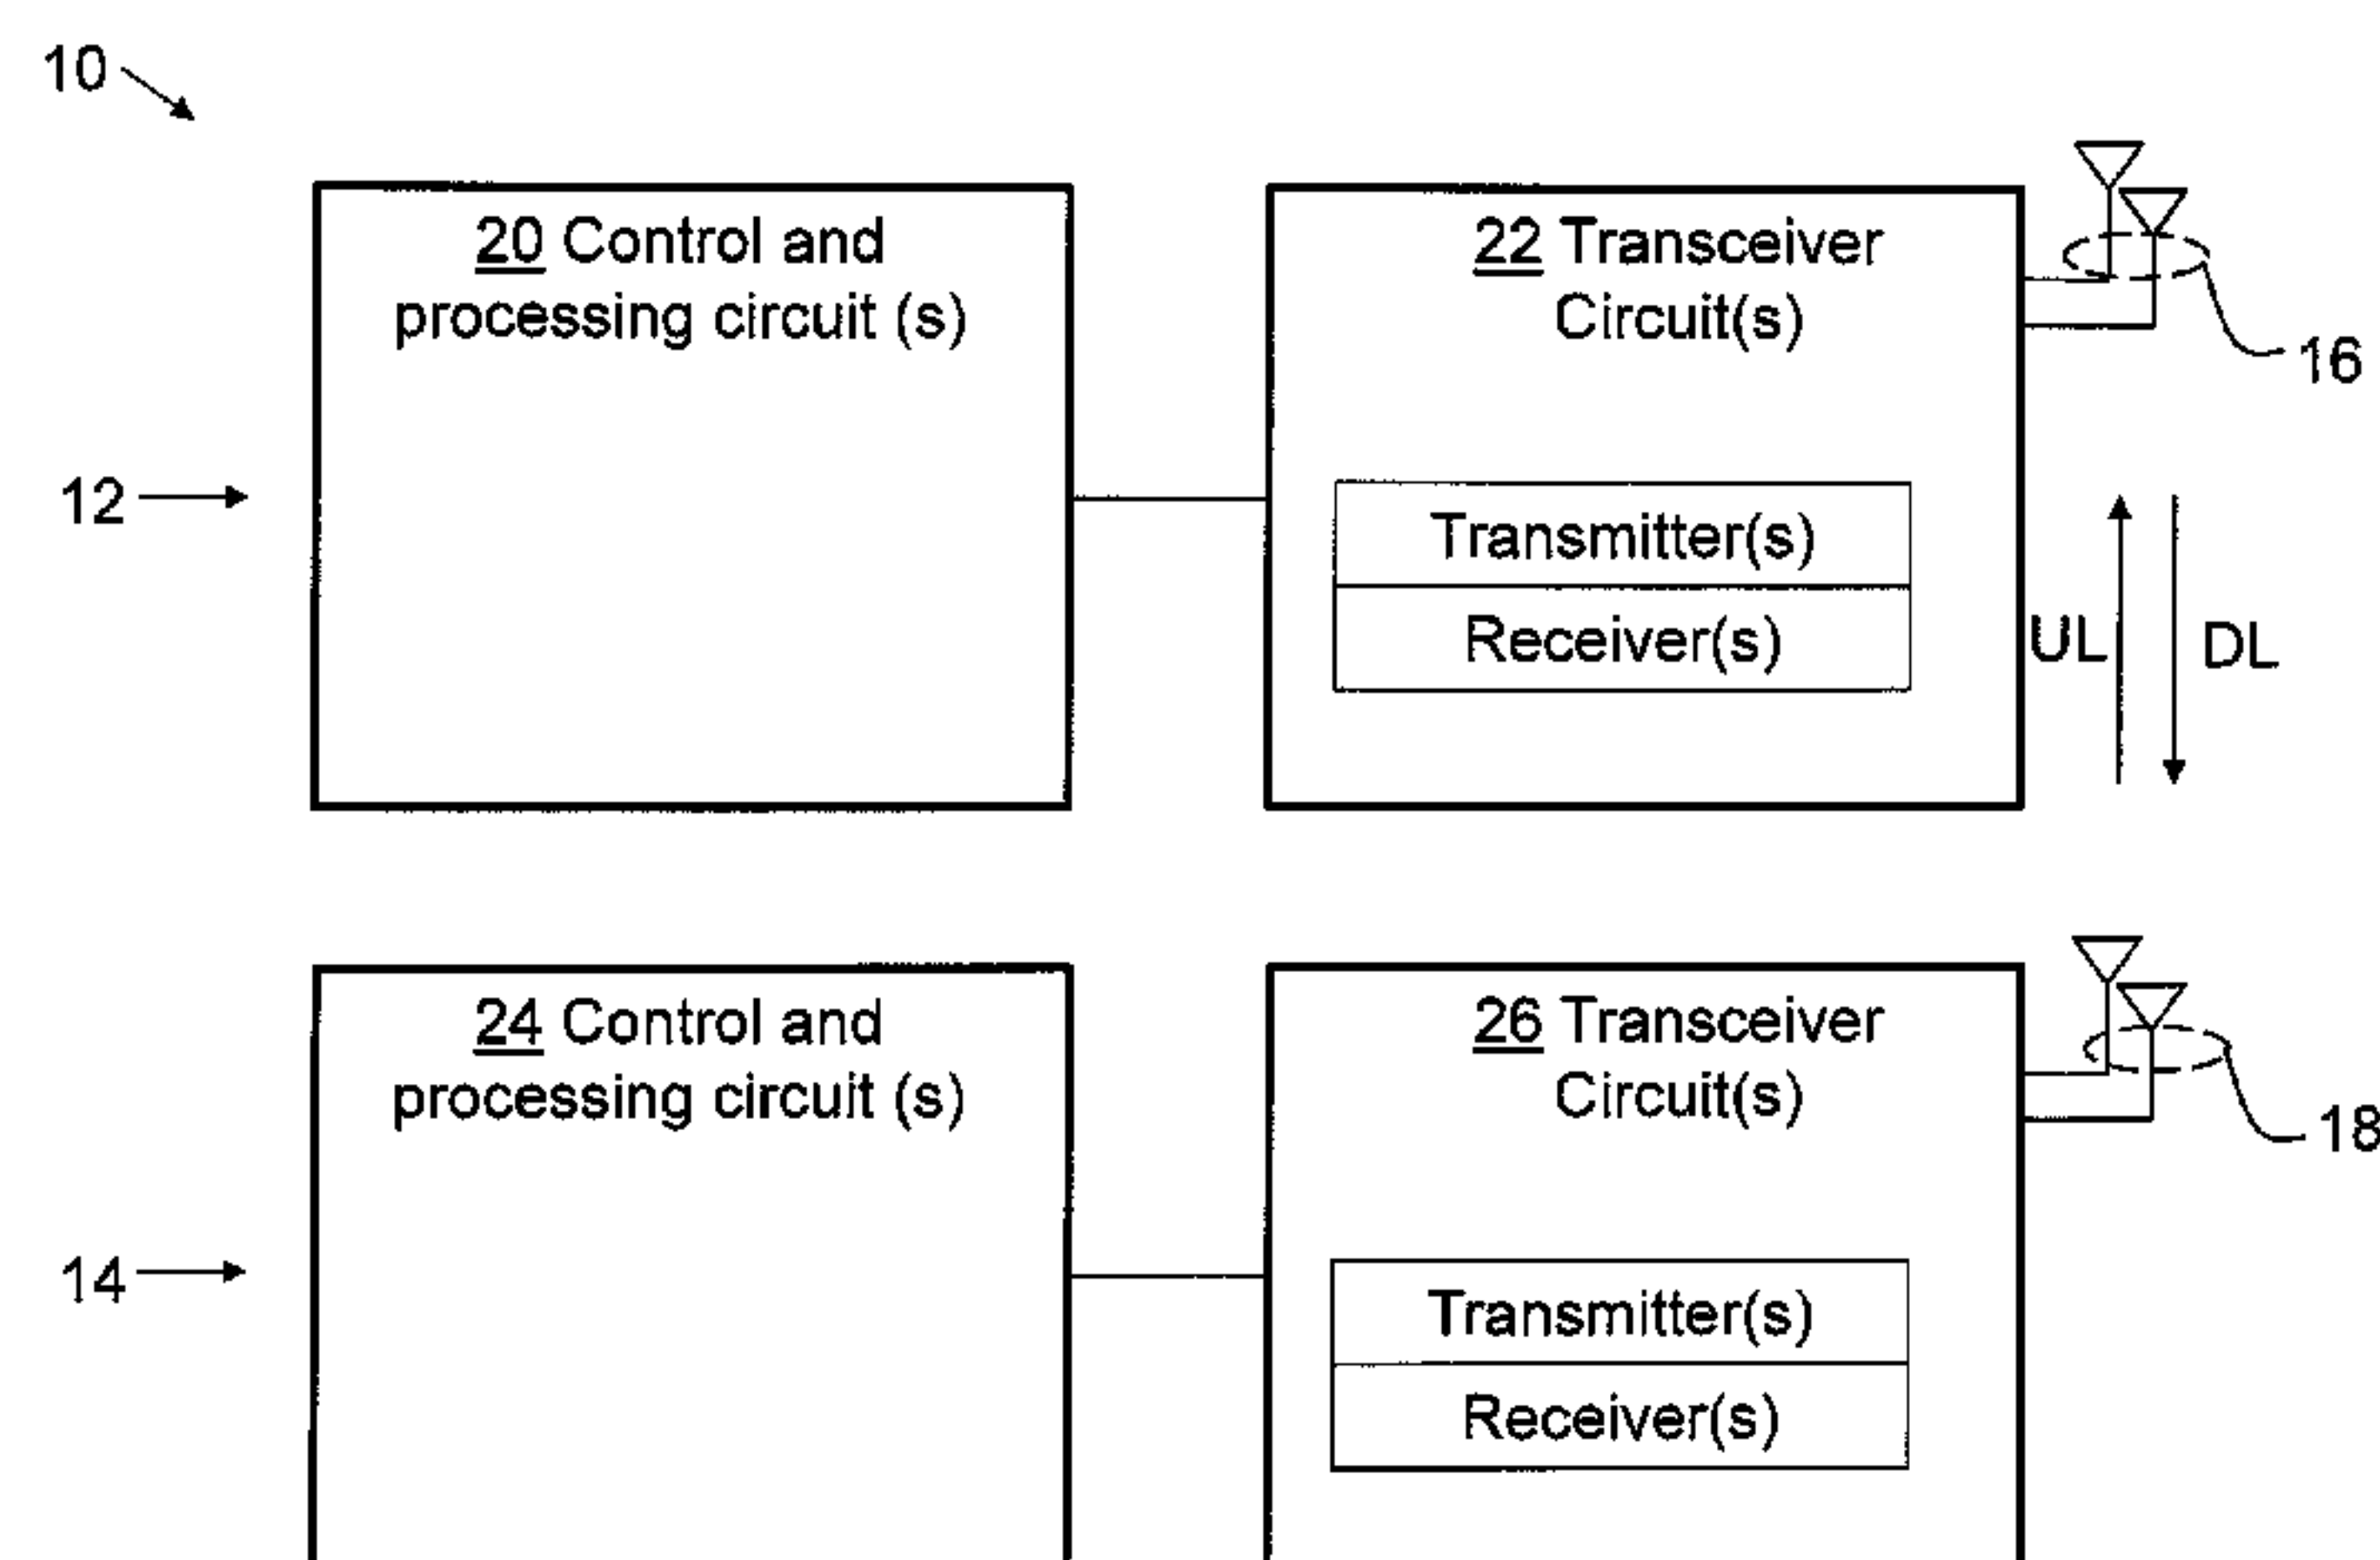 10
20 Control and
processing circuit (s)
22 Transceiver
Circuit(s)
16
12
Transmitter(s)
Receiver(s)
UL
DL
24 Control and
processing circuit (s)
26 Transceiver
Circuit(s)
18
14
Transmitter(s)
Receiver(s)